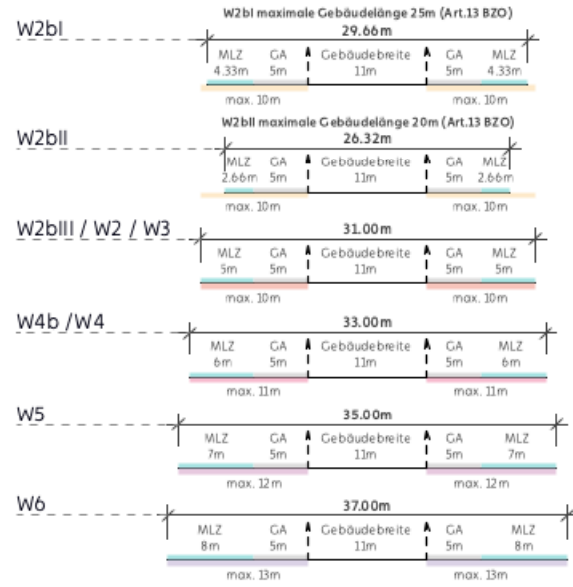 W2bI maximale Gebäudelänge 25m (Art.13 BZO)
W2bI
29.66m
MLZ GA Gebäudebreite GA MLZ
4.33m 5m 11m 5m 4.33m
max. 10m max. 10m
W2bII maximale Gebäudelänge 20m (Art.13 BZO)
W2bII
26.32m
MLZ GA Gebäudebreite GA MLZ
2.66m 5m 11m 5m 2.66m
max. 10m max. 10m
W2bIII / W2 / W3
31.00m
MLZ GA Gebäudebreite GA MLZ
5m 5m 11m 5m 5m
max. 10m max. 10m
W4b /W4
33.00m
MLZ GA Gebäudebreite GA MLZ
6m 5m 11m 5m 6m
max. 11m max. 11m
W5
35.00m
MLZ GA Gebäudebreite GA MLZ
7m 5m 11m 5m 7m
max. 12m max. 12m
W6
37.00m
MLZ GA Gebäudebreite GA MLZ
8m 5m 11m 5m 8m
max. 13m max. 13m